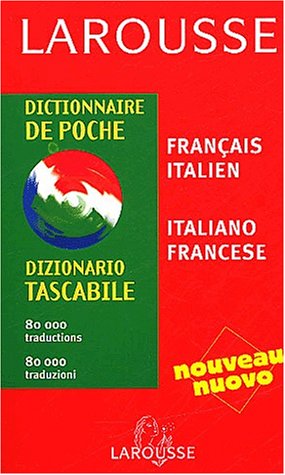 LAROUSSE
DICTIONNAIRE
DE POCHE
FRANÇAIS
ITALIEN
ITALIANO
FRANCESE
DIZIONARIO
TASCABILE
80 000
traductions
80 000
traduzioni
nouveau
nuovo
LAROUSSE